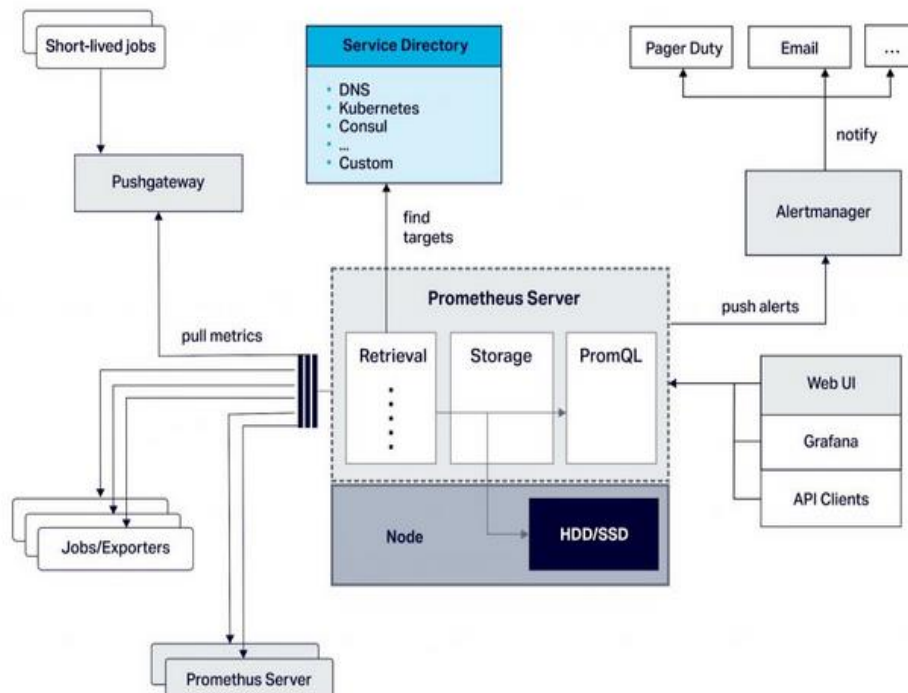 Short-lived jobs
Service Directory
Pager Duty
Email
...
• DNS
• Kubernetes
• Consul
• ...
• Custom
notify
Pushgateway
Alertmanager
find
targets
Prometheus Server
push alerts
pull metrics
Retrieval
Storage
PromQL
Web UI
Grafana
API Clients
Jobs/Exporters
Node
HDD/SSD
Promthus Server